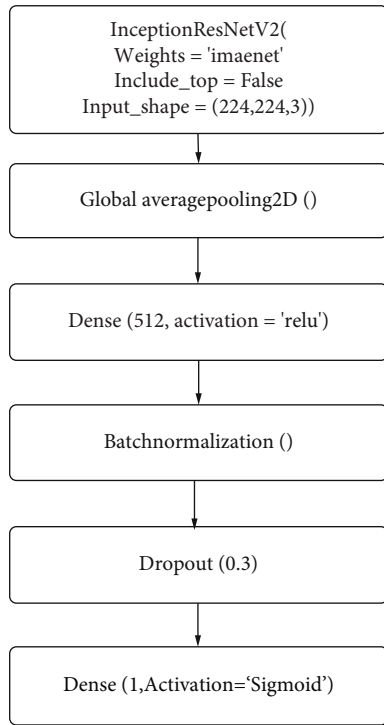 InceptionResNetV2(
Weights = 'imaenet'
Include_top = False
Input_shape = (224,224,3))
Global averagepooling2D ()
Dense (512, activation = 'relu')
Batchnormalization ()
Dropout (0.3)
Dense (1,Activation=‘Sigmoid’)